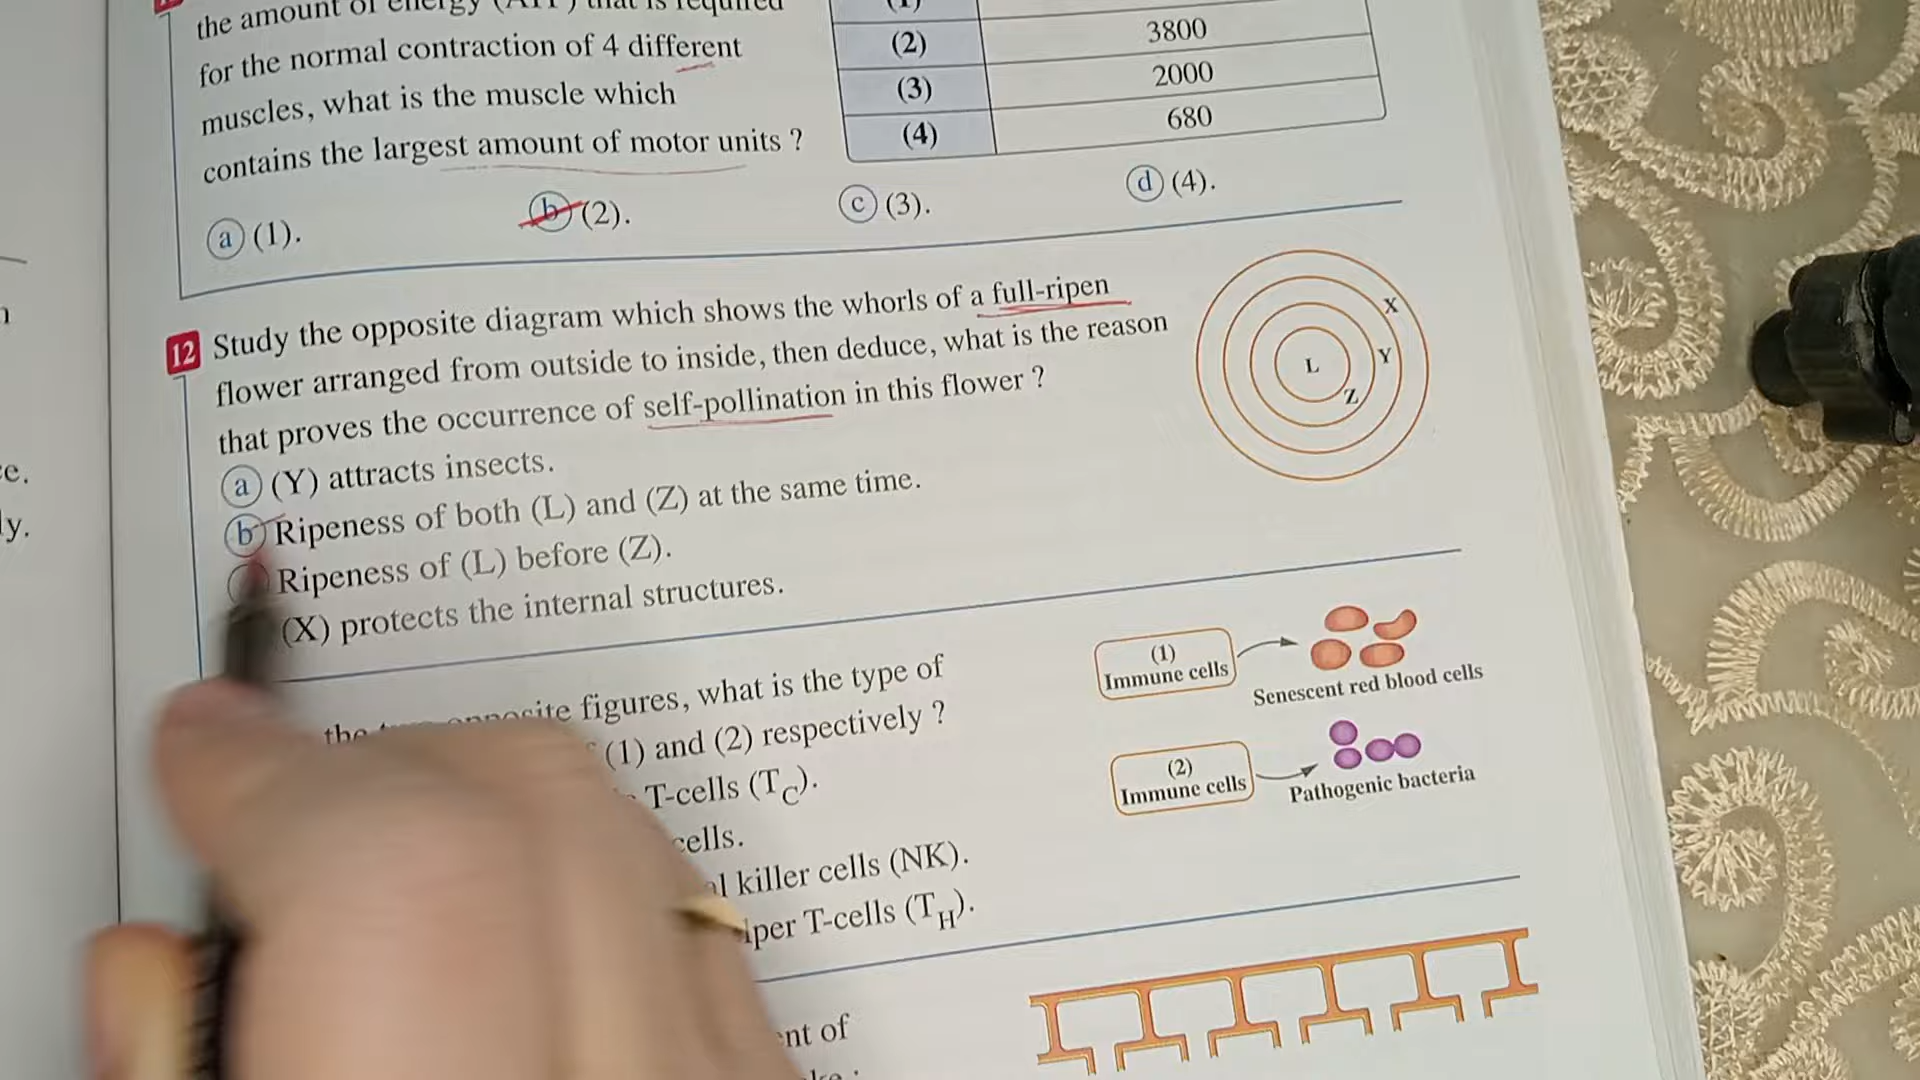 the amount of energy (ATP) that is required
for the normal contraction of 4 different
muscles, what is the muscle which
contains the largest amount of motor units ?
(1)
(2) 3800
(3) 2000
(4) 680
a (1). b (2). c (3). d (4).
12 Study the opposite diagram which shows the whorls of a full-ripen
flower arranged from outside to inside, then deduce, what is the reason
that proves the occurrence of self-pollination in this flower ?
a (Y) attracts insects.
b Ripeness of both (L) and (Z) at the same time.
Ripeness of (L) before (Z).
(X) protects the internal structures.
X
Y
L
Z
the opposite figures, what is the type of
(1) and (2) respectively ?
T-cells (TC).
cells.
killer cells (NK).
T-cells (TH).
(1)
Immune cells
Senescent red blood cells
(2)
Immune cells
Pathogenic bacteria
of
e.
y.